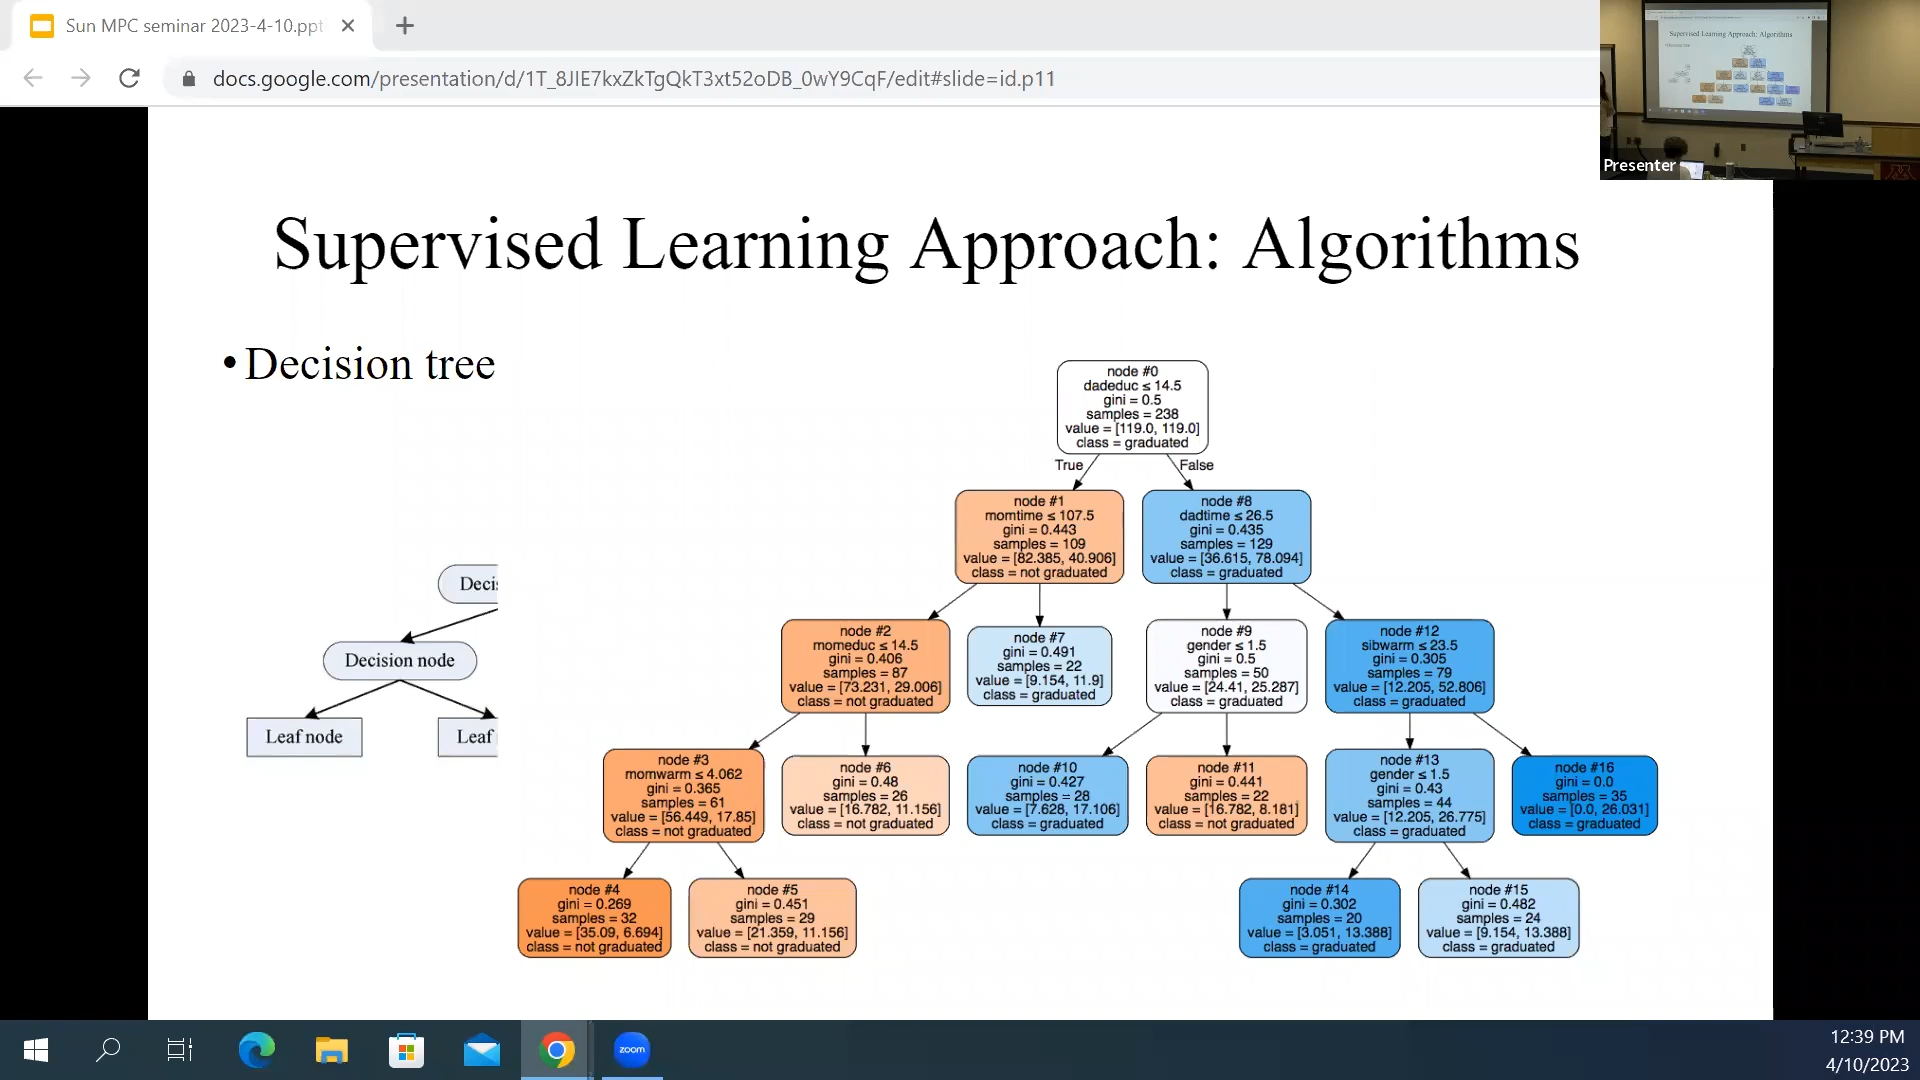 Sun MPC seminar 2023-4-10.ppt
docs.google.com/presentation/d/1T_8JIE7kxZkTgQkT3xt52oDB_0wY9CqF/edit#slide=id.p11
Supervised Learning Approach: Algorithms
Presenter
Supervised Learning Approach: Algorithms
• Decision tree
Deci
Decision node
Leaf node
Leaf
node #0
dadeduc ≤ 14.5
gini = 0.5
samples = 238
value = [119.0, 119.0]
class = graduated
True
False
node #1
momtime ≤ 107.5
gini = 0.443
samples = 109
value = [82.385, 40.906]
class = not graduated
node #8
dadtime ≤ 26.5
gini = 0.435
samples = 129
value = [36.615, 78.094]
class = graduated
node #2
momeduc ≤ 14.5
gini = 0.406
samples = 87
value = [73.231, 29.006]
class = not graduated
node #7
gini = 0.491
samples = 22
value = [9.154, 11.9]
class = graduated
node #9
gender ≤ 1.5
gini = 0.5
samples = 50
value = [24.41, 25.287]
class = graduated
node #12
sibwarm ≤ 23.5
gini = 0.305
samples = 79
value = [12.205, 52.806]
class = graduated
node #3
momwarm ≤ 4.062
gini = 0.365
samples = 61
value = [56.449, 17.85]
class = not graduated
node #6
gini = 0.48
samples = 26
value = [16.782, 11.156]
class = not graduated
node #10
gini = 0.427
samples = 28
value = [7.628, 17.106]
class = graduated
node #11
gini = 0.441
samples = 22
value = [16.782, 8.181]
class = not graduated
node #13
gender ≤ 1.5
gini = 0.43
samples = 44
value = [12.205, 26.775]
class = graduated
node #16
gini = 0.0
samples = 35
value = [0.0, 26.031]
class = graduated
node #4
gini = 0.269
samples = 32
value = [35.09, 6.694]
class = not graduated
node #5
gini = 0.451
samples = 29
value = [21.359, 11.156]
class = not graduated
node #14
gini = 0.302
samples = 20
value = [3.051, 13.388]
class = graduated
node #15
gini = 0.482
samples = 24
value = [9.154, 13.388]
class = graduated
zoom
12:39 PM
4/10/2023